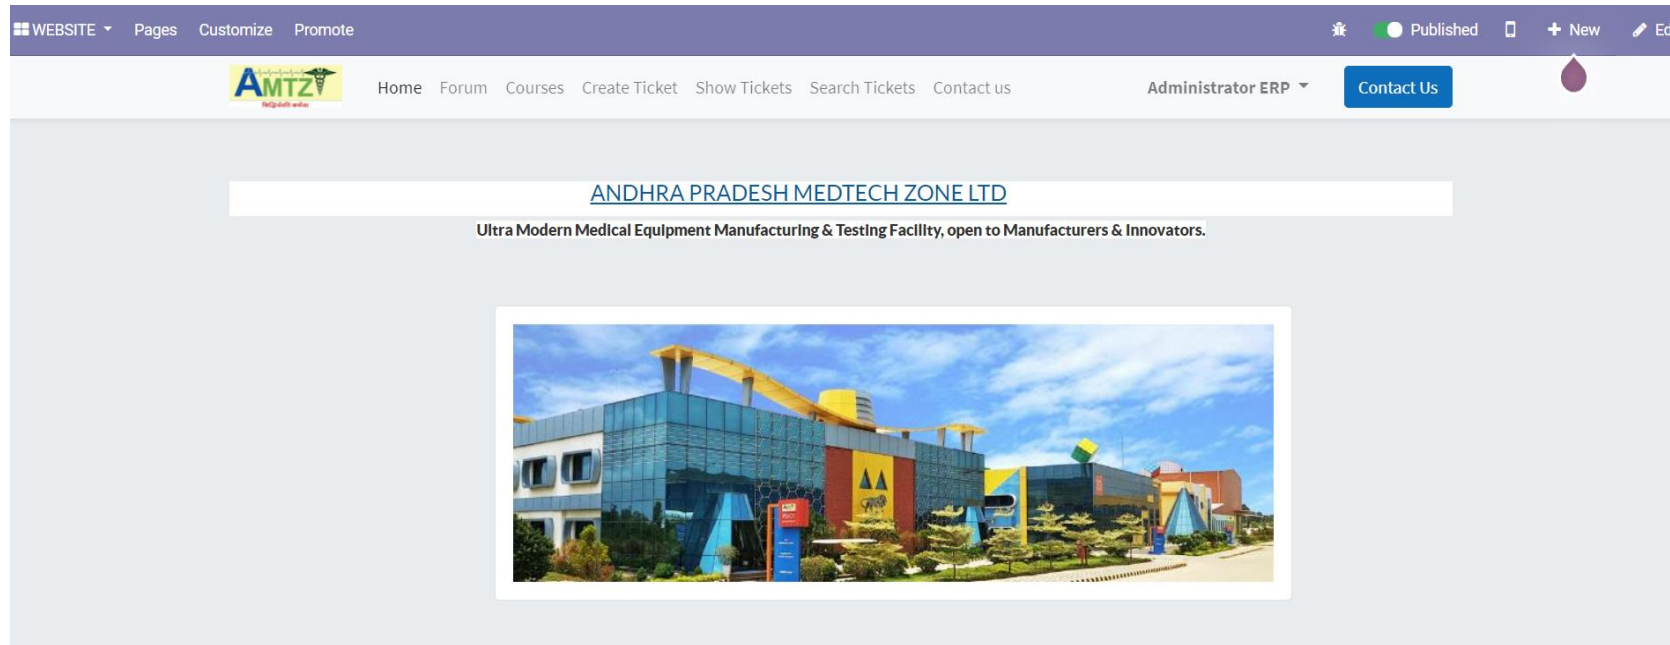 WEBSITE Pages Customize Promote Published New
AMTZ Home Forum Courses Create Ticket Show Tickets Search Tickets Contact us Administrator ERP Contact Us
ANDHRA PRADESH MEDTECH ZONE LTD
Ultra Modern Medical Equipment Manufacturing & Testing Facility, open to Manufacturers & Innovators.